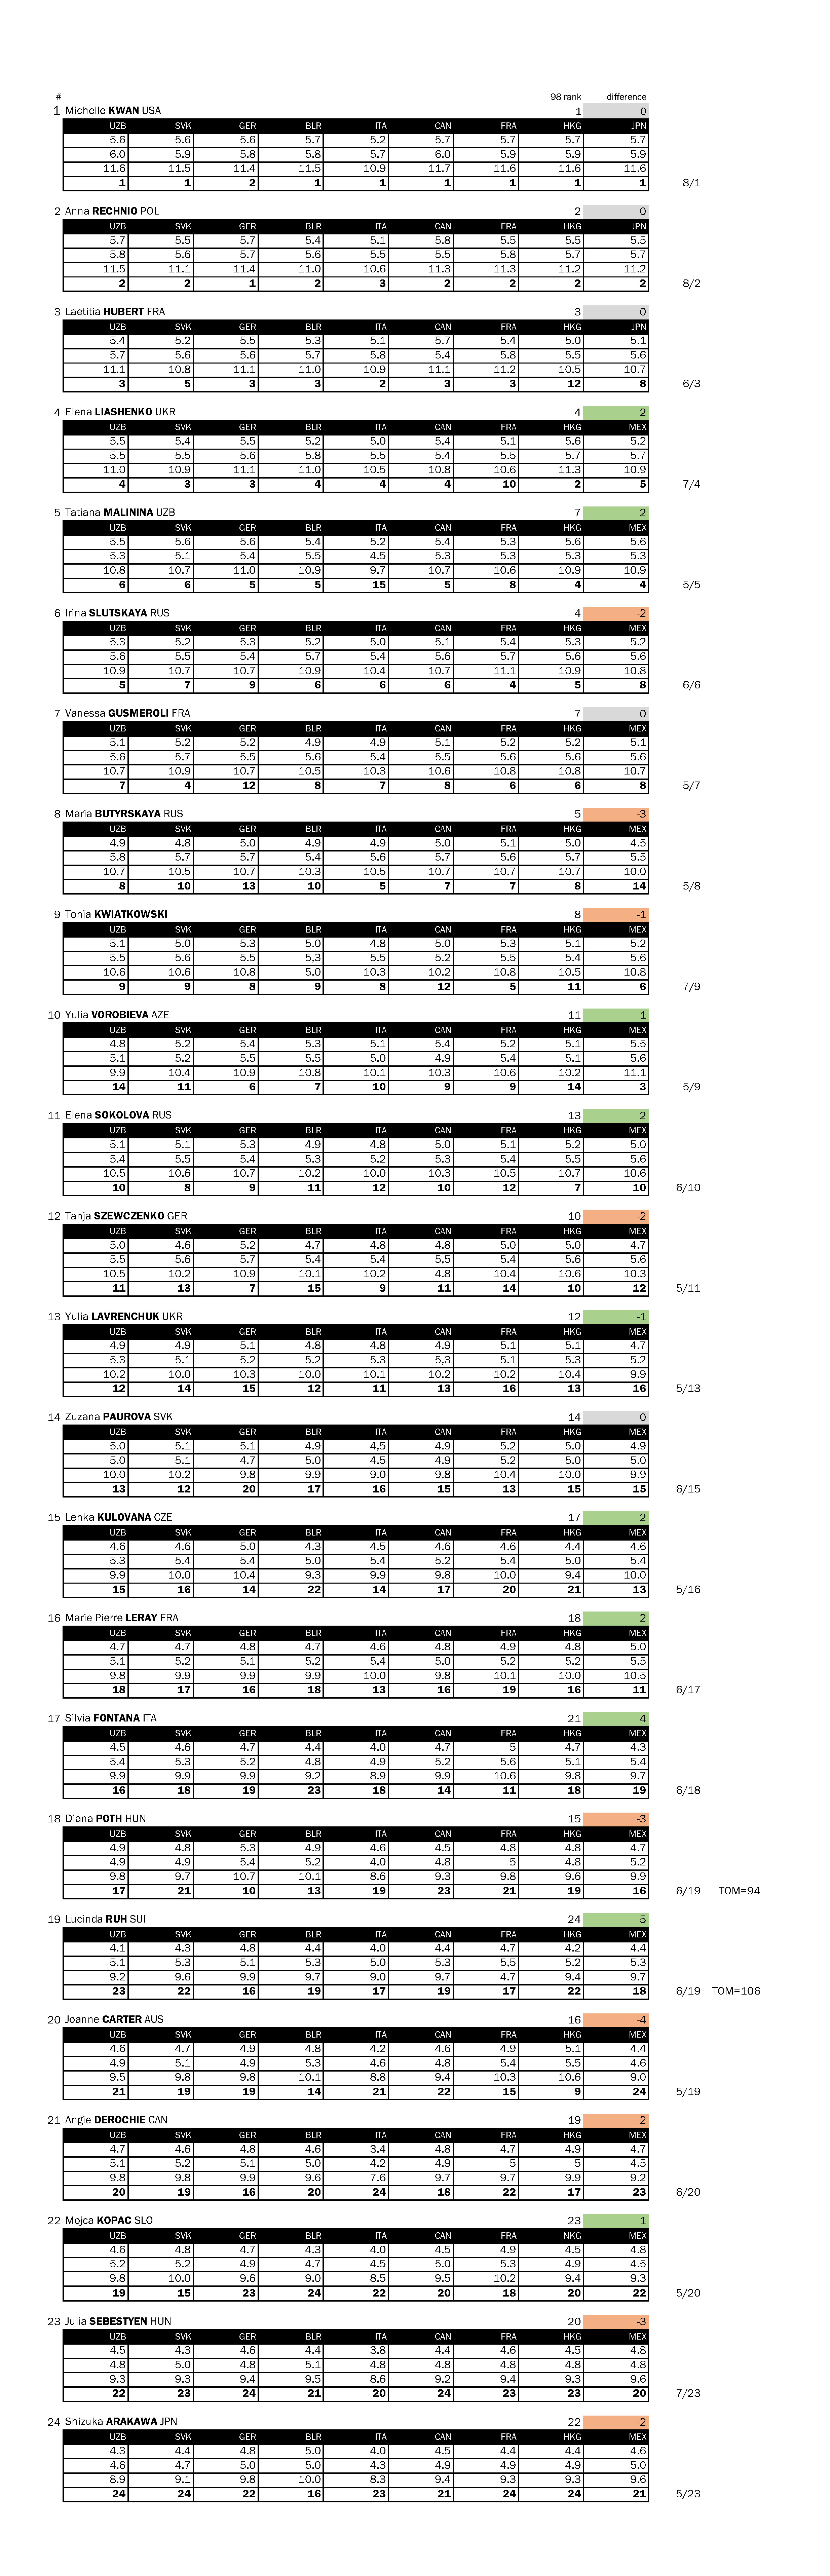 # 98 rank difference
1 Michelle KWAN USA 1 0
UZB SVK GER BLR ITA CAN FRA HKG JPN
5.6 5.6 5.6 5.7 5.2 5.7 5.7 5.7 5.7
6.0 5.9 5.8 5.8 5.7 6.0 5.9 5.9 5.9
11.6 11.5 11.4 11.5 10.9 11.7 11.6 11.6 11.6
1 1 2 1 1 1 1 1 1 8/1
2 Anna RECHNIO POL 2 0
UZB SVK GER BLR ITA CAN FRA HKG JPN
5.7 5.5 5.7 5.4 5.1 5.8 5.5 5.5 5.5
5.8 5.6 5.7 5.6 5.5 5.5 5.8 5.7 5.7
11.5 11.1 11.4 11.0 10.6 11.3 11.3 11.2 11.2
2 2 1 2 3 2 2 2 2 8/2
3 Laetitia HUBERT FRA 3 0
UZB SVK GER BLR ITA CAN FRA HKG JPN
5.4 5.2 5.5 5.3 5.1 5.7 5.4 5.0 5.1
5.7 5.6 5.6 5.7 5.8 5.4 5.8 5.5 5.6
11.1 10.8 11.1 11.0 10.9 11.1 11.2 10.5 10.7
3 5 3 3 2 3 3 12 8 6/3
4 Elena LIASHENKO UKR 4 2
UZB SVK GER BLR ITA CAN FRA HKG MEX
5.5 5.4 5.5 5.2 5.0 5.4 5.1 5.6 5.2
5.5 5.5 5.6 5.8 5.5 5.4 5.5 5.7 5.7
11.0 10.9 11.1 11.0 10.5 10.8 10.6 11.3 10.9
4 3 3 4 4 4 10 2 5 7/4
5 Tatiana MALININA UZB 7 2
UZB SVK GER BLR ITA CAN FRA HKG MEX
5.5 5.6 5.6 5.4 5.2 5.4 5.3 5.6 5.6
5.3 5.1 5.4 5.5 4.5 5.3 5.3 5.3 5.3
10.8 10.7 11.0 10.9 9.7 10.7 10.6 10.9 10.9
6 6 5 5 15 5 8 4 4 5/5
6 Irina SLUTSKAYA RUS 4 -2
UZB SVK GER BLR ITA CAN FRA HKG MEX
5.3 5.2 5.3 5.2 5.0 5.1 5.4 5.3 5.2
5.6 5.5 5.4 5.7 5.4 5.6 5.7 5.6 5.6
10.9 10.7 10.7 10.9 10.4 10.7 11.1 10.9 10.8
5 7 9 6 6 6 4 5 8 6/6
7 Vanessa GUSMEROLI FRA 7 0
UZB SVK GER BLR ITA CAN FRA HKG MEX
5.1 5.2 5.2 4.9 4.9 5.1 5.2 5.2 5.1
5.6 5.7 5.5 5.6 5.4 5.5 5.6 5.6 5.6
10.7 10.9 10.7 10.5 10.3 10.6 10.8 10.8 10.7
7 4 12 8 7 8 6 6 8 5/7
8 Maria BUTYRSKAYA RUS 5 -3
UZB SVK GER BLR ITA CAN FRA HKG MEX
4.9 4.8 5.0 4.9 4.9 5.0 5.1 5.0 4.5
5.8 5.7 5.7 5.4 5.6 5.7 5.6 5.7 5.5
10.7 10.5 10.7 10.3 10.5 10.7 10.7 10.7 10.0
8 10 13 10 5 7 7 8 14 5/8
9 Tonia KWIATKOWSKI 8 -1
UZB SVK GER BLR ITA CAN FRA HKG MEX
5.1 5.0 5.3 5.0 4.8 5.0 5.3 5.1 5.2
5.5 5.6 5.5 5,3 5.5 5.2 5.5 5.4 5.6
10.6 10.6 10.8 5.0 10.3 10.2 10.8 10.5 10.8
9 9 8 9 8 12 5 11 6 7/9
10 Yulia VOROBIEVA AZE 11 1
UZB SVK GER BLR ITA CAN FRA HKG MEX
4.8 5.2 5.4 5.3 5.1 5.4 5.2 5.1 5.5
5.1 5.2 5.5 5.5 5.0 4.9 5.4 5.1 5.6
9.9 10.4 10.9 10.8 10.1 10.3 10.6 10.2 11.1
14 11 6 7 10 9 9 14 3 5/9
11 Elena SOKOLOVA RUS 13 2
UZB SVK GER BLR ITA CAN FRA HKG MEX
5.1 5.1 5.3 4.9 4.8 5.0 5.1 5.2 5.0
5.4 5.5 5.4 5.3 5.2 5.3 5.4 5.5 5.6
10.5 10.6 10.7 10.2 10.0 10.3 10.5 10.7 10.6
10 8 9 11 12 10 12 7 10 6/10
12 Tanja SZEWCZENKO GER 10 -2
UZB SVK GER BLR ITA CAN FRA HKG MEX
5.0 4.6 5.2 4.7 4.8 4.8 5.0 5.0 4.7
5.5 5.6 5.7 5.4 5.4 5,5 5.4 5.6 5.6
10.5 10.2 10.9 10.1 10.2 4.8 10.4 10.6 10.3
11 13 7 15 9 11 14 10 12 5/11
13 Yulia LAVRENCHUK UKR 12 -1
UZB SVK GER BLR ITA CAN FRA HKG MEX
4.9 4.9 5.1 4.8 4.8 4.9 5.1 5.1 4.7
5.3 5.1 5.2 5.2 5.3 5,3 5.1 5.3 5.2
10.2 10.0 10.3 10.0 10.1 10.2 10.2 10.4 9.9
12 14 15 12 11 13 16 13 16 5/13
14 Zuzana PAUROVA SVK 14 0
UZB SVK GER BLR ITA CAN FRA HKG MEX
5.0 5.1 5.1 4.9 4.5 4.9 5.2 5.0 4.9
5.0 5.1 4.7 5.0 4.5 4.9 5.2 5.0 5.0
10.0 10.2 9.8 9.9 9.0 9.8 10.4 10.0 9.9
13 12 20 17 16 15 13 15 15 6/15
15 Lenka KULOVANA CZE 17 2
UZB SVK GER BLR ITA CAN FRA HKG MEX
4.6 4.6 5.0 4.3 4.5 4.6 4.6 4.4 4.6
5.3 5.4 5.4 5.0 5.4 5.2 5.4 5.0 5.4
9.9 10.0 10.4 9.3 9.9 9.8 10.0 9.4 10.0
15 16 14 22 14 17 20 21 13 5/16
16 Marie Pierre LERAY FRA 18 2
UZB SVK GER BLR ITA CAN FRA HKG MEX
4.7 4.7 4.8 4.7 4.6 4.8 4.9 4.8 5.0
5.1 5.2 5.1 5.2 5.4 5.0 5.2 5.2 5.5
9.8 9.9 9.9 9.9 10.0 9.8 10.1 10.0 10.5
18 17 16 18 13 16 19 16 11 6/17
17 Silvia FONTANA ITA 21 4
UZB SVK GER BLR ITA CAN FRA HKG MEX
4.5 4.6 4.7 4.4 4.0 4.7 5 4.7 4.3
5.4 5.3 5.2 4.8 4.9 5.2 5.6 5.1 5.4
9.9 9.9 9.9 9.2 8.9 9.9 10.6 9.8 9.7
16 18 19 23 18 14 11 18 19 6/18
18 Diana POTH HUN 15 -3
UZB SVK GER BLR ITA CAN FRA HKG MEX
4.9 4.8 5.3 4.9 4.6 4.5 4.8 4.8 4.7
4.9 4.9 5.4 5.2 4.0 4.8 5 4.8 5.2
9.8 9.7 10.7 10.1 8.6 9.3 9.8 9.6 9.9
17 21 10 13 19 23 21 19 16 6/19 TOM=94
19 Lucinda RUH SUI 24 5
UZB SVK GER BLR ITA CAN FRA HKG MEX
4.1 4.3 4.8 4.4 4.0 4.4 4.7 4.2 4.4
5.1 5.3 5.1 5.3 5.0 5.3 5,5 5.2 5.3
9.2 9.6 9.9 9.7 9.0 9.7 4.7 9.4 9.7
23 22 16 19 17 19 17 22 18 6/19 TOM=106
20 Joanne CARTER AUS 16 -4
UZB SVK GER BLR ITA CAN FRA HKG MEX
4.6 4.7 4.9 4.8 4.2 4.6 4.9 5.1 4.4
4.9 5.1 4.9 5.3 4.6 4.8 5.4 5.5 4.6
9.5 9.8 9.8 10.1 8.8 9.4 10.3 10.6 9.0
21 19 19 14 21 22 15 9 24 5/19
21 Angie DEROCHIE CAN 19 -2
UZB SVK GER BLR ITA CAN FRA HKG MEX
4.7 4.6 4.8 4.6 3.4 4.8 4.7 4.9 4.7
5.1 5.2 5.1 5.0 4.2 4.9 5 5 4.5
9.8 9.8 9.9 9.6 7.6 9.7 9.7 9.9 9.2
20 19 16 20 24 18 22 17 23 6/20
22 Mojca KOPAC SLO 23 1
UZB SVK GER BLR ITA CAN FRA NKG MEX
4.6 4.8 4.7 4.3 4.0 4.5 4.9 4.5 4.8
5.2 5.2 4.9 4.7 4.5 5.0 5.3 4.9 4.5
9.8 10.0 9.6 9.0 8.5 9.5 10.2 9.4 9.3
19 15 23 24 22 20 18 20 22 5/20
23 Julia SEBESTYEN HUN 20 -3
UZB SVK GER BLR ITA CAN FRA HKG MEX
4.5 4.3 4.6 4.4 3.8 4.4 4.6 4.5 4.8
4.8 5.0 4.8 5.1 4.8 4.8 4.8 4.8 4.8
9.3 9.3 9.4 9.5 8.6 9.2 9.4 9.3 9.6
22 23 24 21 20 24 23 23 20 7/23
24 Shizuka ARAKAWA JPN 22 -2
UZB SVK GER BLR ITA CAN FRA HKG MEX
4.3 4.4 4.8 5.0 4.0 4.5 4.4 4.4 4.6
4.6 4.7 5.0 5.0 4.3 4.9 4.9 4.9 5.0
8.9 9.1 9.8 10.0 8.3 9.4 9.3 9.3 9.6
24 24 22 16 23 21 24 24 21 5/23